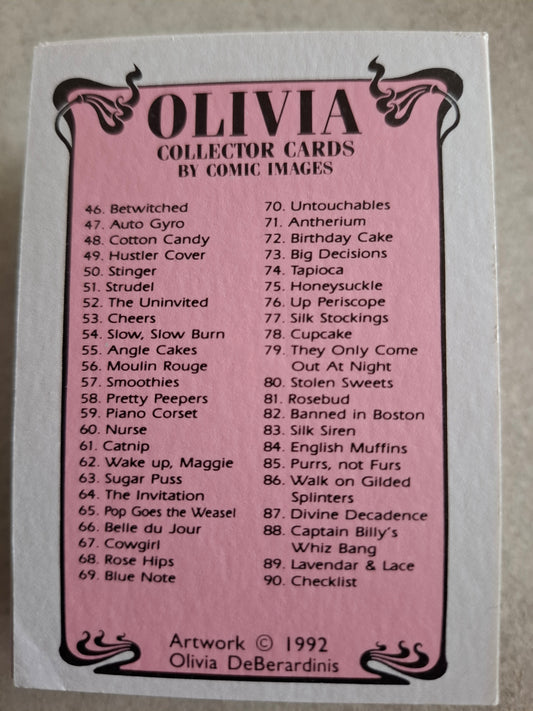 OLIVIA
COLLECTOR CARDS
BY COMIC IMAGES
46. Betwitched
47. Auto Gyro
48. Cotton Candy
49. Hustler Cover
50. Stinger
51. Strudel
52. The Uninvited
53. Cheers
54. Slow, Slow Burn
55. Angle Cakes
56. Moulin Rouge
57. Smoothies
58. Pretty Peepers
59. Piano Corset
60. Nurse
61. Catnip
62. Wake up, Maggie
63. Sugar Puss
64. The Invitation
65. Pop Goes the Weasel
66. Belle du Jour
67. Cowgirl
68. Rose Hips
69. Blue Note
70. Untouchables
71. Antherium
72. Birthday Cake
73. Big Decisions
74. Tapioca
75. Honeysuckle
76. Up Periscope
77. Silk Stockings
78. Cupcake
79. They Only Come
Out At Night
80. Stolen Sweets
81. Rosebud
82. Banned in Boston
83. Silk Siren
84. English Muffins
85. Purrs, not Furs
86. Walk on Gilded
Splinters
87. Divine Decadence
88. Captain Billy's
Whiz Bang
89. Lavendar & Lace
90. Checklist
Artwork © 1992
Olivia DeBerardinis